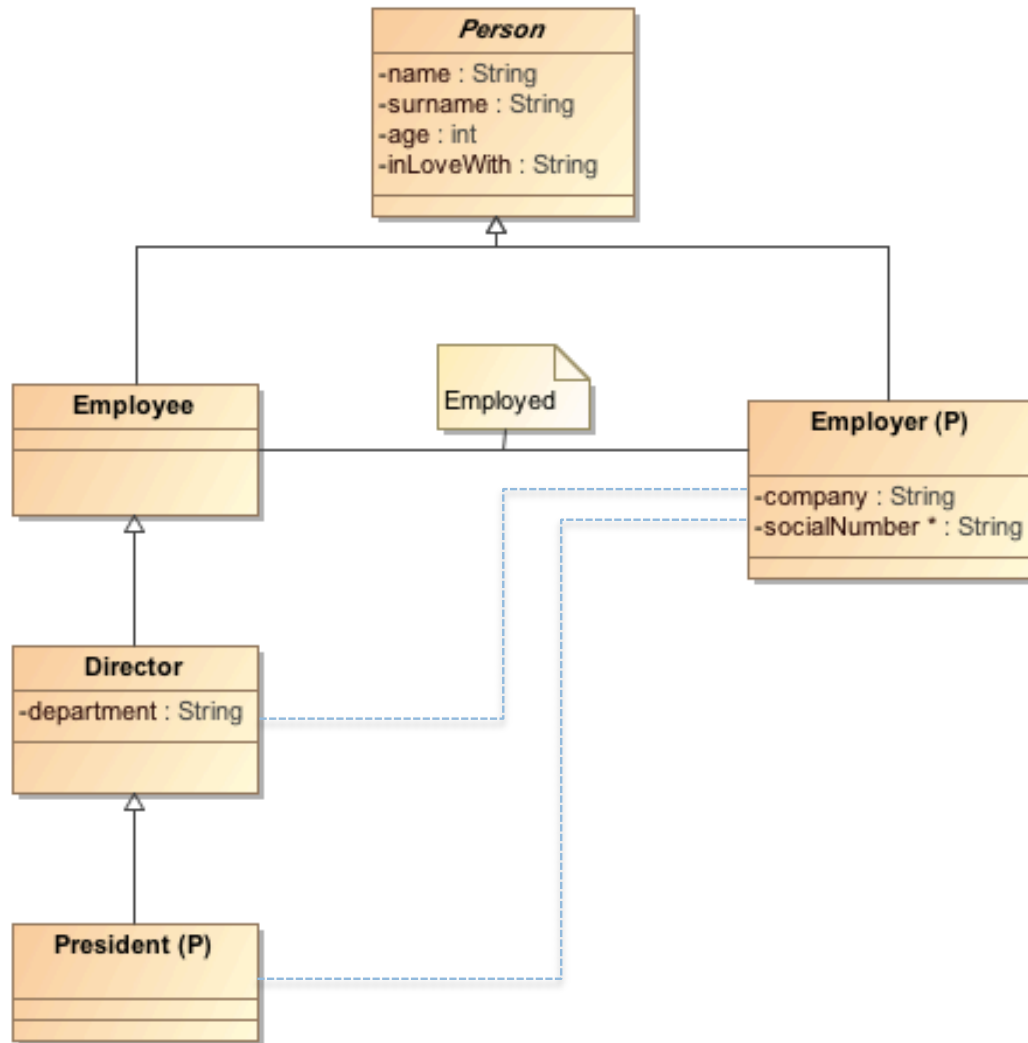 Person
-name : String
-surname : String
-age : int
-inLoveWith : String
Employed
Employee
Employer (P)
-company : String
-socialNumber * : String
Director
-department : String
President (P)